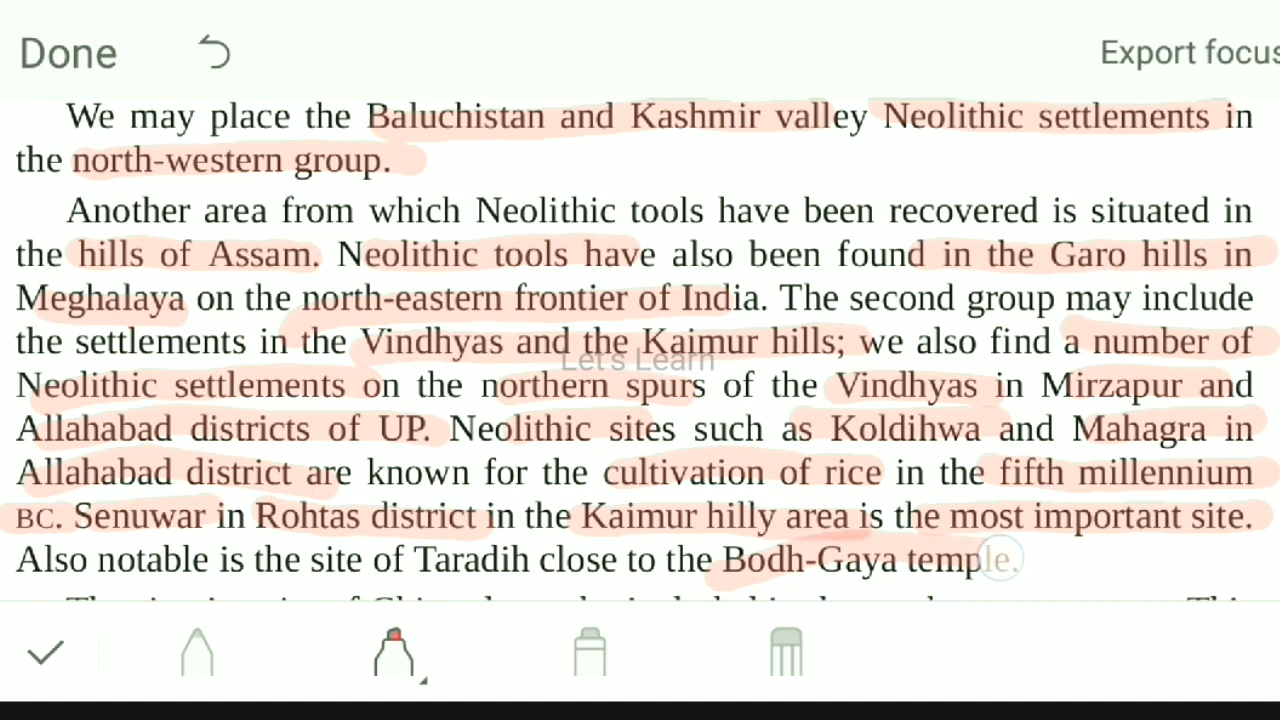 Done
Export focus
We may place the Baluchistan and Kashmir valley Neolithic settlements in
the north-western group.
Another area from which Neolithic tools have been recovered is situated in
the hills of Assam. Neolithic tools have also been found in the Garo hills in
Meghalaya on the north-eastern frontier of India. The second group may include
the settlements in the Vindhyas and the Kaimur hills; we also find a number of
Let's Learn
Neolithic settlements on the northern spurs of the Vindhyas in Mirzapur and
Allahabad districts of UP. Neolithic sites such as Koldihwa and Mahagra in
Allahabad district are known for the cultivation of rice in the fifth millennium
BC. Senuwar in Rohtas district in the Kaimur hilly area is the most important site.
Also notable is the site of Taradih close to the Bodh-Gaya temple.